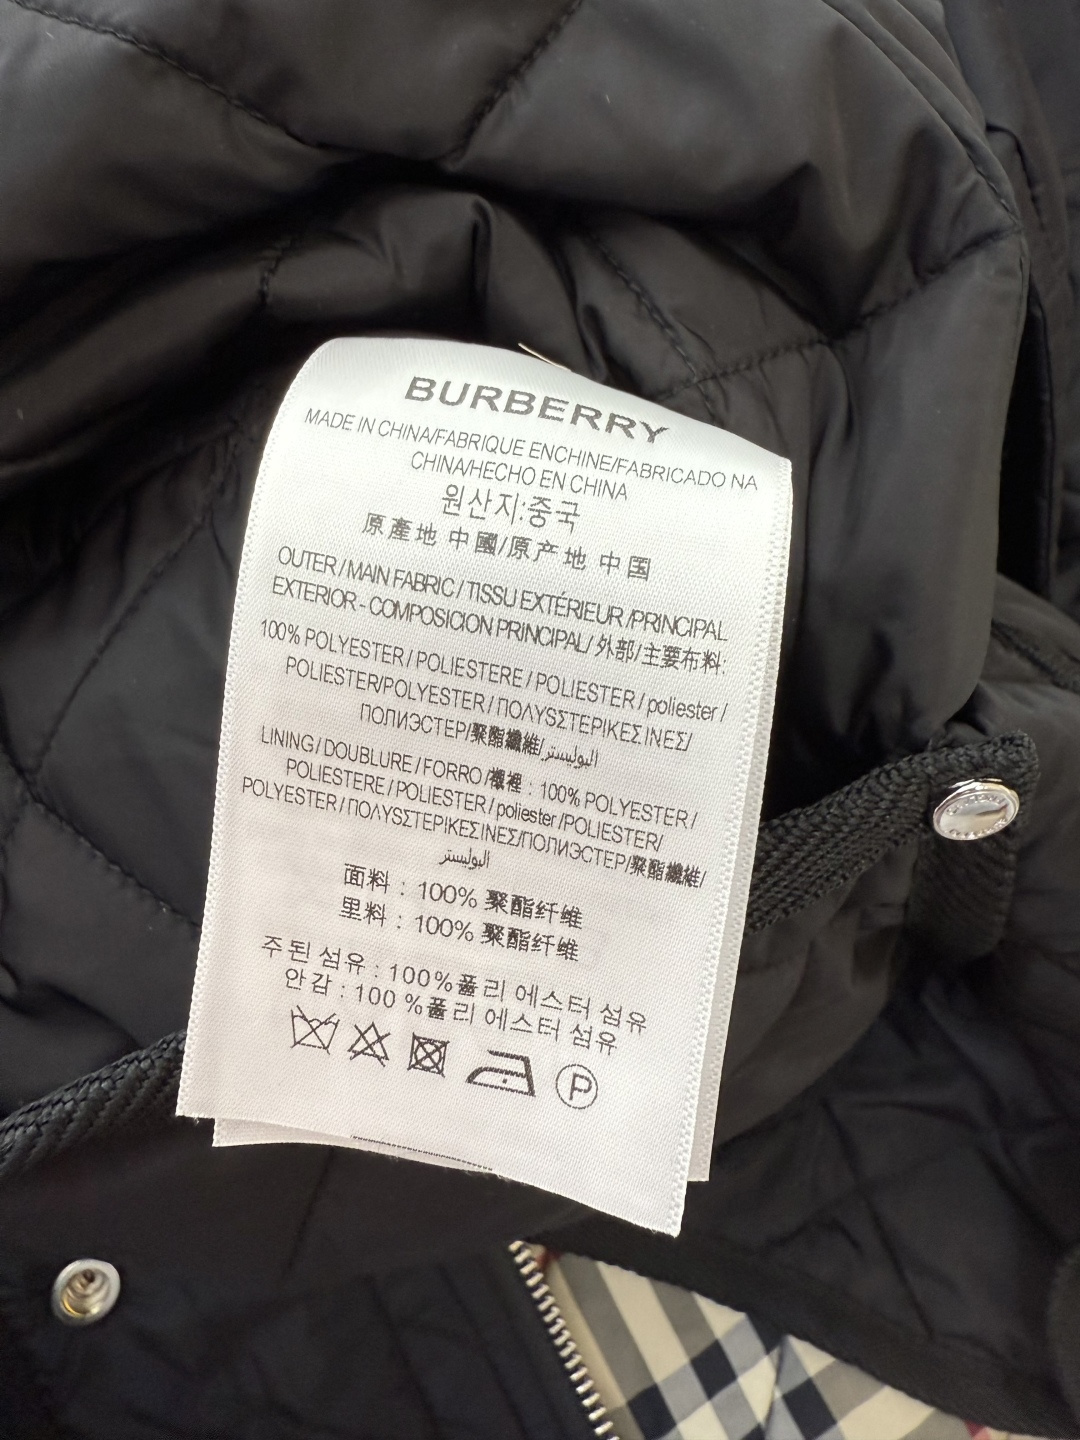 BURBERRY
MADE IN CHINA/FABRIQUE ENCHINE/FABRICADO NA
CHINA/HECHO EN CHINA
원산지:중국
原產地 中國/原产地 中国
OUTER / MAIN FABRIC / TISSU EXTÉRIEUR /PRINCIPAL
EXTERIOR - COMPOSICION PRINCIPAL/ 外部/主要布料:
100% POLYESTER / POLIESTERE / POLIESTER / poliester /
POLIESTER/POLYESTER / ΠΟΛΥSΣΤΕΡΙΚΕΣ ΙΝΕΣ/
ПОЛИЭСТЕР/聚酯纖維/البوليستر
LINING / DOUBLURE / FORRO /襯裡 : 100% POLYESTER /
POLIESTERE / POLIESTER / poliester /POLIESTER/
POLYESTER / ΠΟΛΥSΣΤΕΡΙΚΕΣ ΙΝΕΣ/ПОЛИЭСТЕР/聚酯纖維/
البوليستر
面料 : 100% 聚酯纤维
里料 : 100% 聚酯纤维
주된 섬유 : 100%폴리 에스터 섬유
안감 : 100 %폴리 에스터 섬유
P